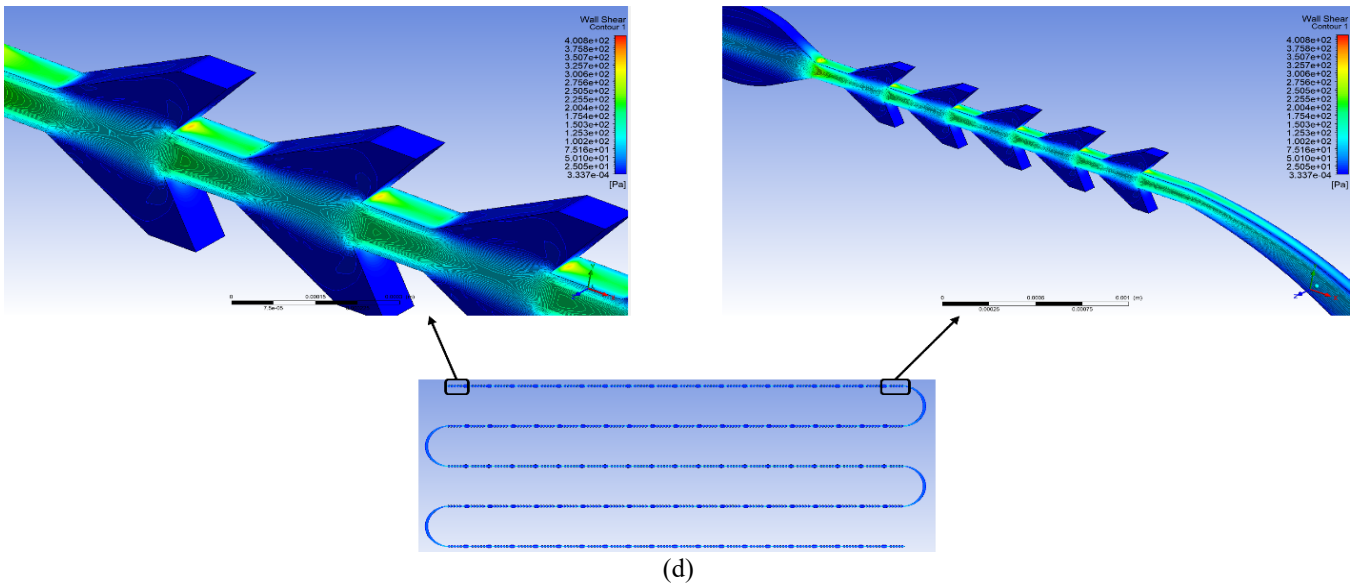 Wall Shear
Contour 1
4.008e+02
3.758e+02
3.507e+02
3.257e+02
3.006e+02
2.756e+02
2.505e+02
2.255e+02
2.004e+02
1.754e+02
1.503e+02
1.253e+02
1.002e+02
7.516e+01
5.010e+01
2.505e+01
3.337e-04
[Pa]
0 0.00015 (m)
7.5e-05
Wall Shear
Contour 1
4.008e+02
3.758e+02
3.507e+02
3.257e+02
3.006e+02
2.756e+02
2.505e+02
2.255e+02
2.004e+02
1.754e+02
1.503e+02
1.253e+02
1.002e+02
7.516e+01
5.010e+01
2.505e+01
3.337e-04
[Pa]
0 0.0005 0.001 (m)
0.00025 0.00075
(d)